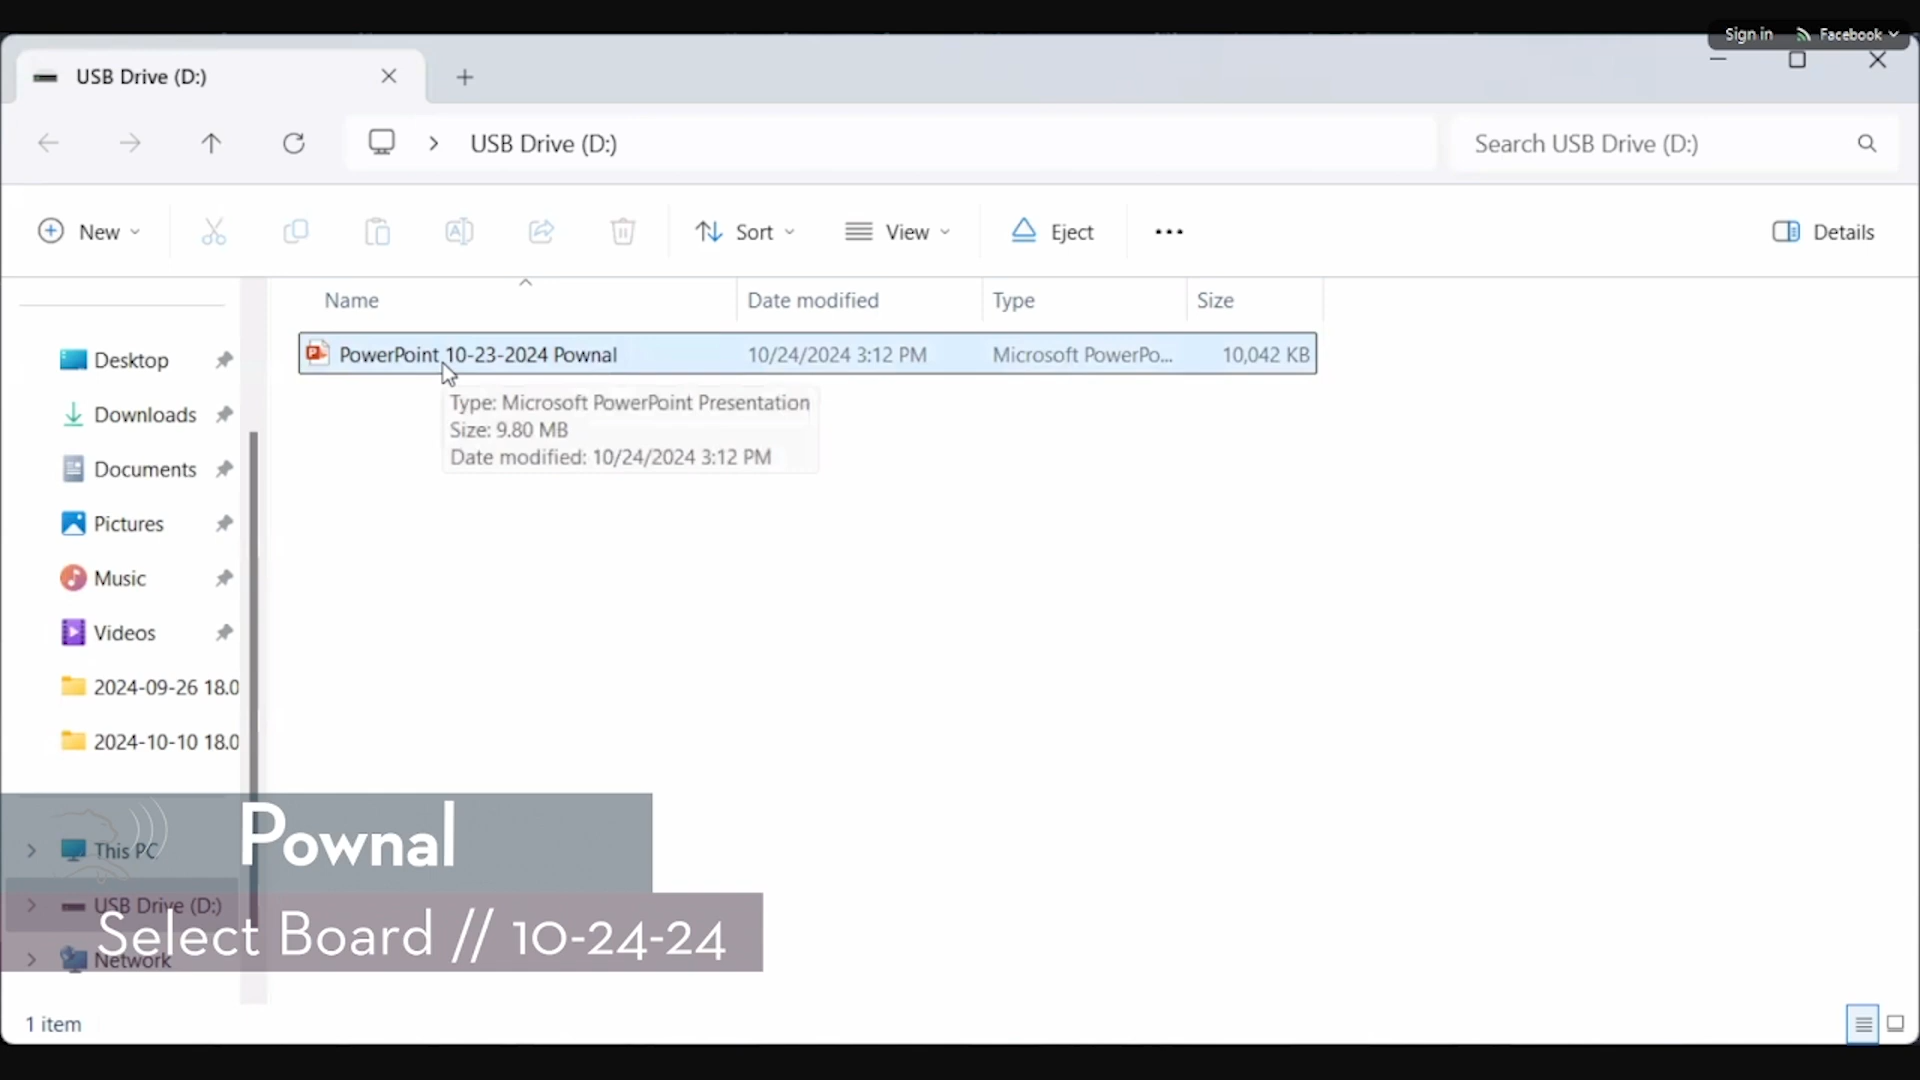 Sign in Facebook
USB Drive (D:)
USB Drive (D:)
Search USB Drive (D:)
New
Sort
View
Eject
Details
Name Date modified Type Size
PowerPoint 10-23-2024 Pownal 10/24/2024 3:12 PM Microsoft PowerPo... 10,042 KB
Type: Microsoft PowerPoint Presentation
Size: 9.80 MB
Date modified: 10/24/2024 3:12 PM
Desktop
Downloads
Documents
Pictures
Music
Videos
2024-09-26 18.0
2024-10-10 18.0
This PC
Pownal
USB Drive (D:)
Select Board // 10-24-24
Network
1 item